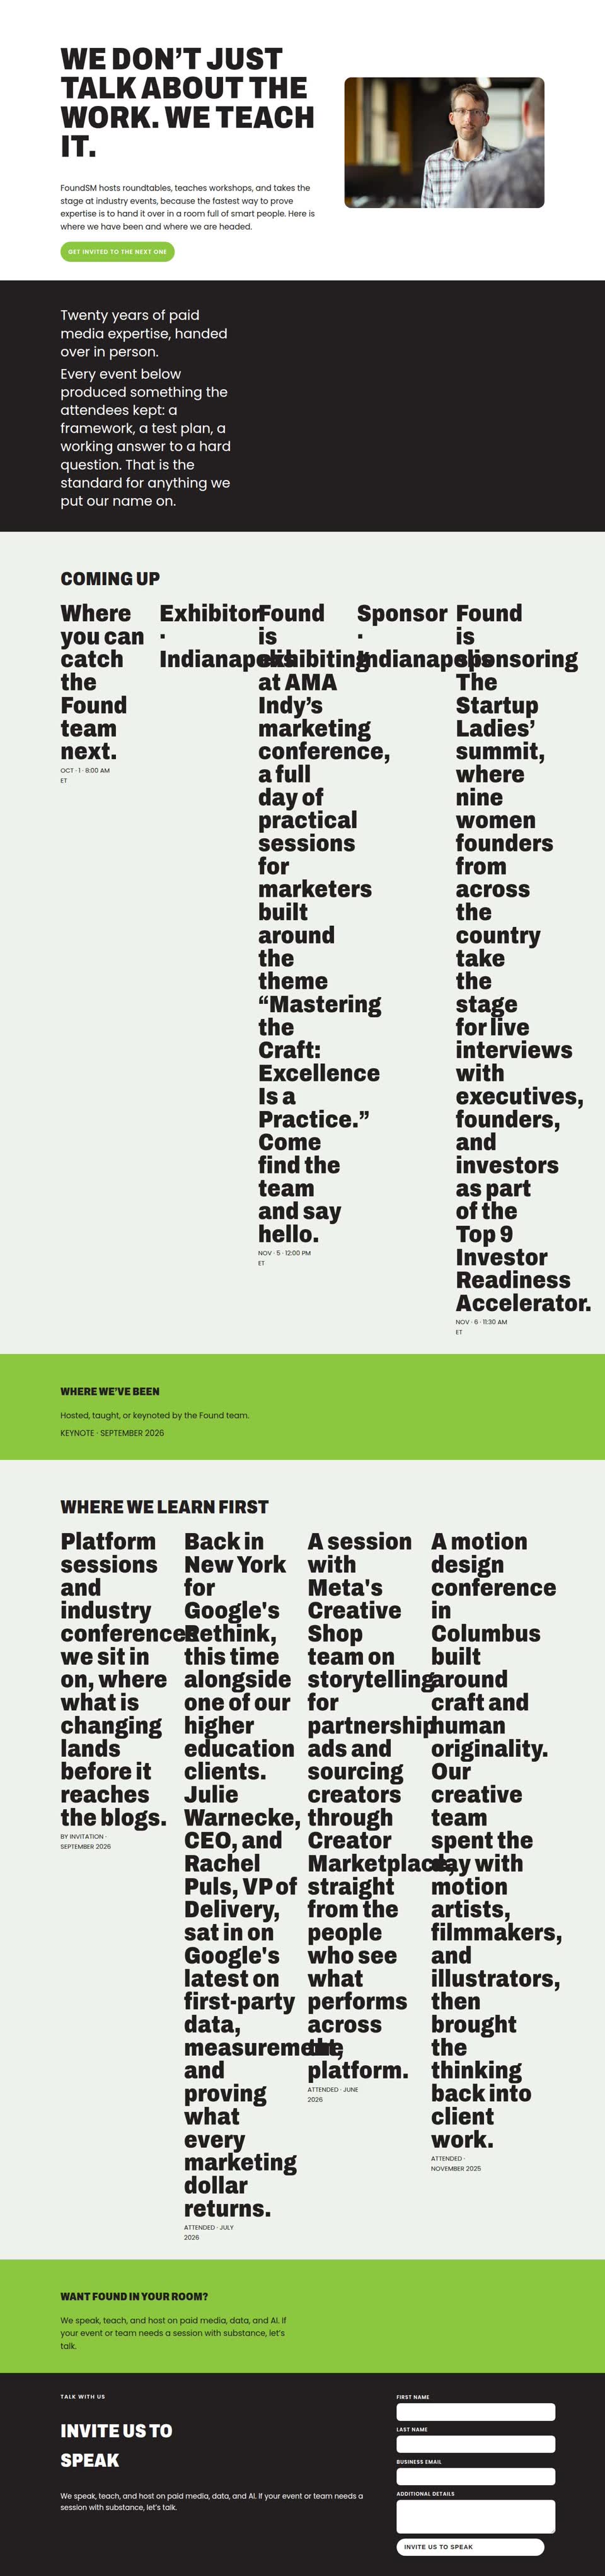 WE DON’T JUST
TALK ABOUT THE
WORK. WE TEACH
IT.
FoundSM hosts roundtables, teaches workshops, and takes the
stage at industry events, because the fastest way to prove
expertise is to hand it over in a room full of smart people. Here is
where we have been and where we are headed.
GET INVITED TO THE NEXT ONE
Twenty years of paid
media expertise, handed
over in person.
Every event below
produced something the
attendees kept: a
framework, a test plan, a
working answer to a hard
question. That is the
standard for anything we
put our name on.
COMING UP
Where
you can
catch
the
Found
team
next.
OCT · 1 · 8:00 AM
ET
Exhibitor
·
Indianapolis
Found
is
exhibiting
at AMA
Indy’s
marketing
conference,
a full
day of
practical
sessions
for
marketers
built
around
the
theme
“Mastering
the
Craft:
Excellence
Is a
Practice.”
Come
find the
team
and say
hello.
NOV · 5 · 12:00 PM
ET
Sponsor
·
Indianapolis
Found
is
sponsoring
The
Startup
Ladies’
summit,
where
nine
women
founders
from
across
the
country
take
the
stage
for live
interviews
with
executives,
founders,
and
investors
as part
of the
Top 9
Investor
Readiness
Accelerator.
NOV · 6 · 11:30 AM
ET
WHERE WE’VE BEEN
Hosted, taught, or keynoted by the Found team.
KEYNOTE · SEPTEMBER 2026
WHERE WE LEARN FIRST
Platform
sessions
and
industry
conferences
we sit in
on, where
what is
changing
lands
before it
reaches
the blogs.
BY INVITATION ·
SEPTEMBER 2026
Back in
New York
for
Google's
Rethink,
this time
alongside
one of our
higher
education
clients.
Julie
Warnecke,
CEO, and
Rachel
Puls, VP of
Delivery,
sat in on
Google's
latest on
first-party
data,
measurement,
and
proving
what
every
marketing
dollar
returns.
ATTENDED · JULY
2026
A session
with
Meta's
Creative
Shop
team on
storytelling
for
partnership
ads and
sourcing
creators
through
Creator
Marketplace,
straight
from the
people
who see
what
performs
across
the
platform.
ATTENDED · JUNE
2026
A motion
design
conference
in
Columbus
built
around
craft and
human
originality.
Our
creative
team
spent the
day with
motion
artists,
filmmakers,
and
illustrators,
then
brought
the
thinking
back into
client
work.
ATTENDED ·
NOVEMBER 2025
WANT FOUND IN YOUR ROOM?
We speak, teach, and host on paid media, data, and AI. If
your event or team needs a session with substance, let’s
talk.
TALK WITH US
INVITE US TO
SPEAK
We speak, teach, and host on paid media, data, and AI. If your event or team needs a
session with substance, let’s talk.
FIRST NAME
LAST NAME
BUSINESS EMAIL
ADDITIONAL DETAILS
INVITE US TO SPEAK